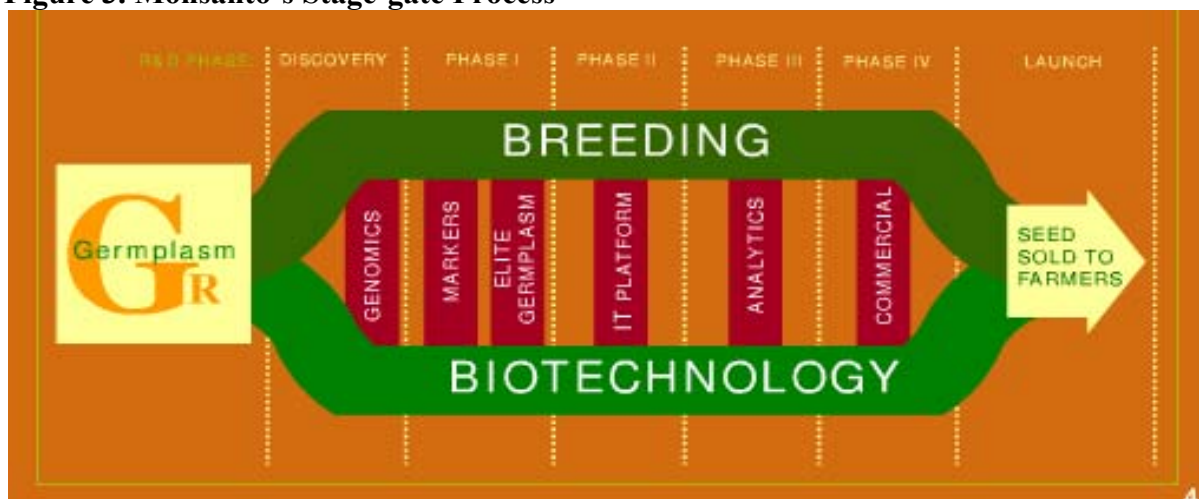 Figure 3: Monsanto's Stage-gate Process
R&D PHASE: DISCOVERY PHASE I PHASE II PHASE III PHASE IV LAUNCH
BREEDING
G
R
Germplasm
GENOMICS
MARKERS
ELITE
GERMPLASM
IT PLATFORM
ANALYTICS
COMMERCIAL
SEED
SOLD TO
FARMERS
BIOTECHNOLOGY